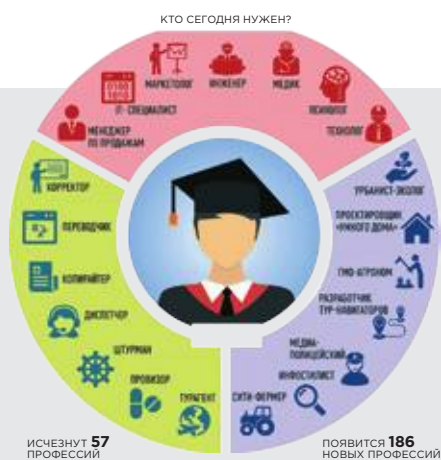 КТО СЕГОДНЯ НУЖЕН?
МАРКЕТОЛОГ
ИНЖЕНЕР
МЕДИК
IT- СПЕЦИАЛИСТ
ПСИХОЛОГ
МЕНЕДЖЕР
ПО ПРОДАЖАМ
ТЕХНОЛОГ
КОРРЕКТОР
ПЕРЕВОДЧИК
КОПИРАЙТЕР
ДИСПЕТЧЕР
ШТУРМАН
ПРОВИЗОР
ТУРАГЕНТ
УРБАНИСТ-ЭКОЛОГ
ПРОЕКТИРОВЩИК
«УМНОГО ДОМА»
ГМО-АГРОНОМ
РАЗРАБОТЧИК
ТУР-НАВИГАТОРОВ
МЕДИА-
ПОЛИЦЕЙСКИЙ
ИНФОСТИЛИСТ
СИТИ-ФЕРМЕР
ИСЧЕЗНУТ 57
ПРОФЕССИЙ
ПОЯВИТСЯ 186
НОВЫХ ПРОФЕССИЙ